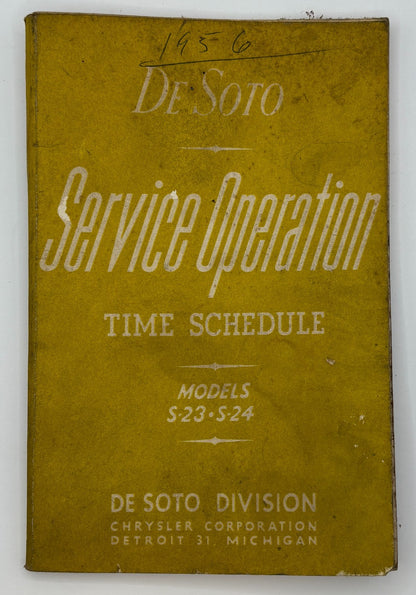 1956
DE SOTO
Service Operation
TIME SCHEDULE
MODELS
S-23 • S-24
DE SOTO DIVISION
CHRYSLER CORPORATION
DETROIT 31, MICHIGAN